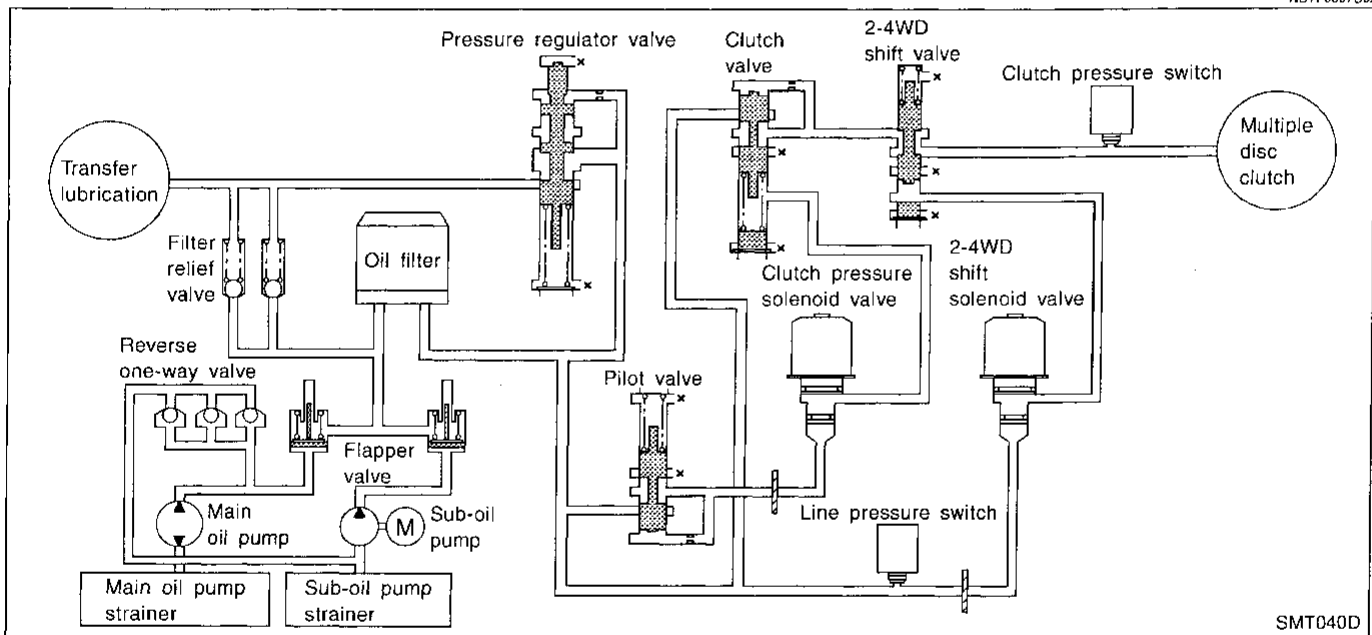 Pressure regulator valve
Clutch
valve
2-4WD
shift valve
Clutch pressure switch
Transfer
lubrication
Multiple
disc
clutch
Filter
relief
valve
Oil filter
Clutch pressure
solenoid valve
2-4WD
shift
solenoid valve
Reverse
one-way valve
Pilot valve
Flapper
valve
Main
oil pump
M
Sub-oil
pump
Line pressure switch
Main oil pump
strainer
Sub-oil pump
strainer
SMT040D